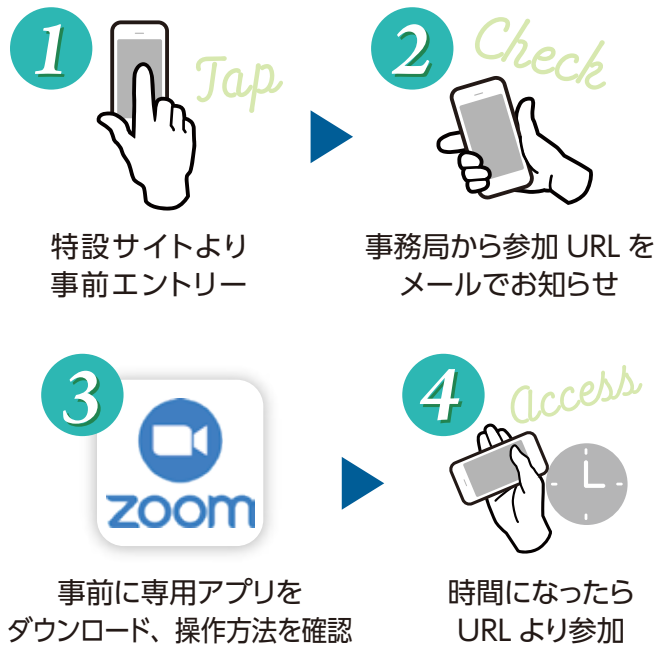 1
Tap
特設サイトより
事前エントリー
2
Check
事務局から参加 URL を
メールでお知らせ
3
zoom
事前に専用アプリを
ダウンロード、操作方法を確認
4
access
時間になったら
URL より参加